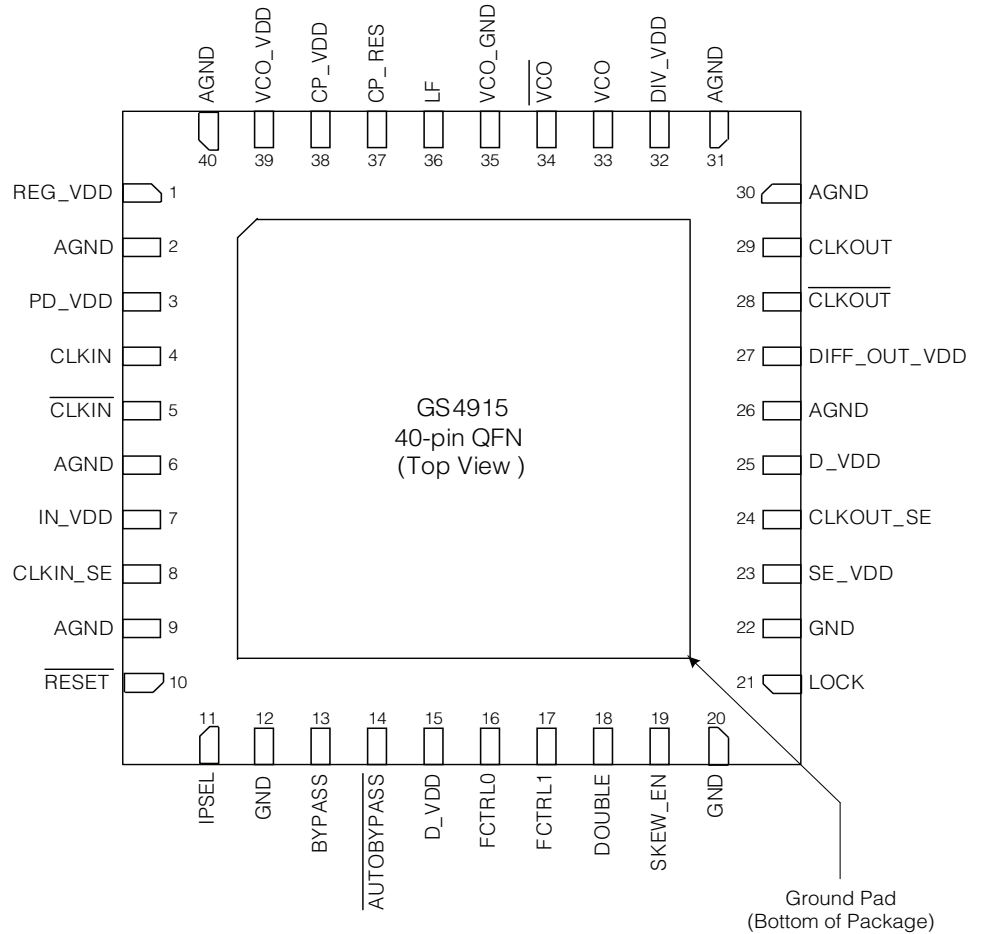 AGND
VCO_VDD
CP_VDD
CP_RES
LF
VCO_GND
VCO
VCO
DIV_VDD
AGND
40 39 38 37 36 35 34 33 32 31
REG_VDD 1
AGND 2
PD_VDD 3
CLKIN 4
CLKIN 5
AGND 6
IN_VDD 7
CLKIN_SE 8
AGND 9
RESET 10
GS4915
40-pin QFN
(Top View )
30 AGND
29 CLKOUT
28 CLKOUT
27 DIFF_OUT_VDD
26 AGND
25 D_VDD
24 CLKOUT_SE
23 SE_VDD
22 GND
21 LOCK
11 12 13 14 15 16 17 18 19 20
IPSEL
GND
BYPASS
AUTOBYPASS
D_VDD
FCTRL0
FCTRL1
DOUBLE
SKEW_EN
GND
Ground Pad
(Bottom of Package)